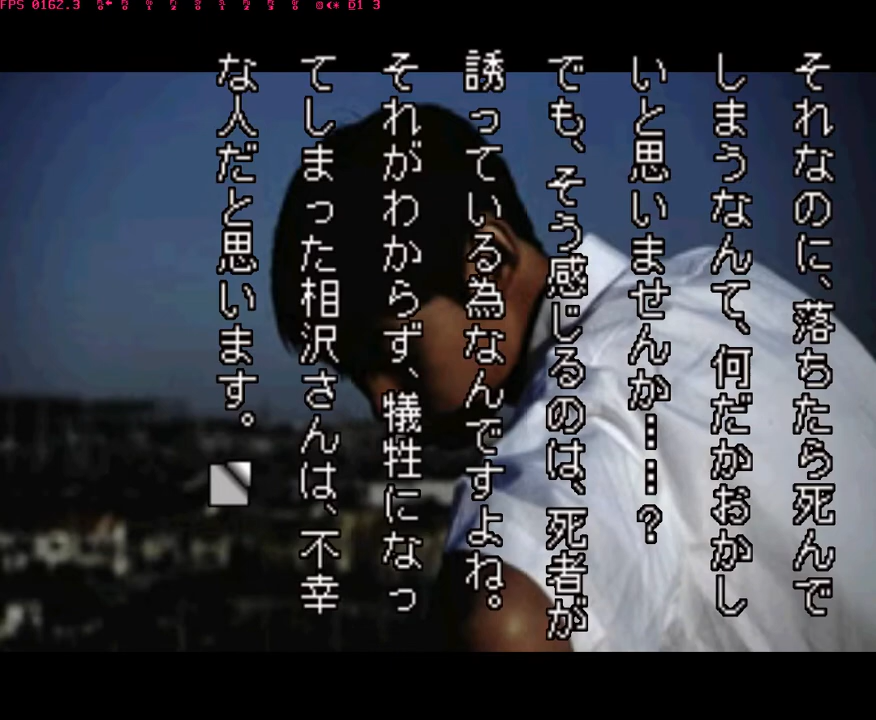 FPS 0162.3
それなのに、落ちたら死んで
しまうなんて、何だかおかし
いと思いませんか……?
でも、そう感じるのは、死者が
誘っている為なんですよね。
それがわからず、犠牲になっ
てしまった相沢さんは、不幸
な人だと思います。